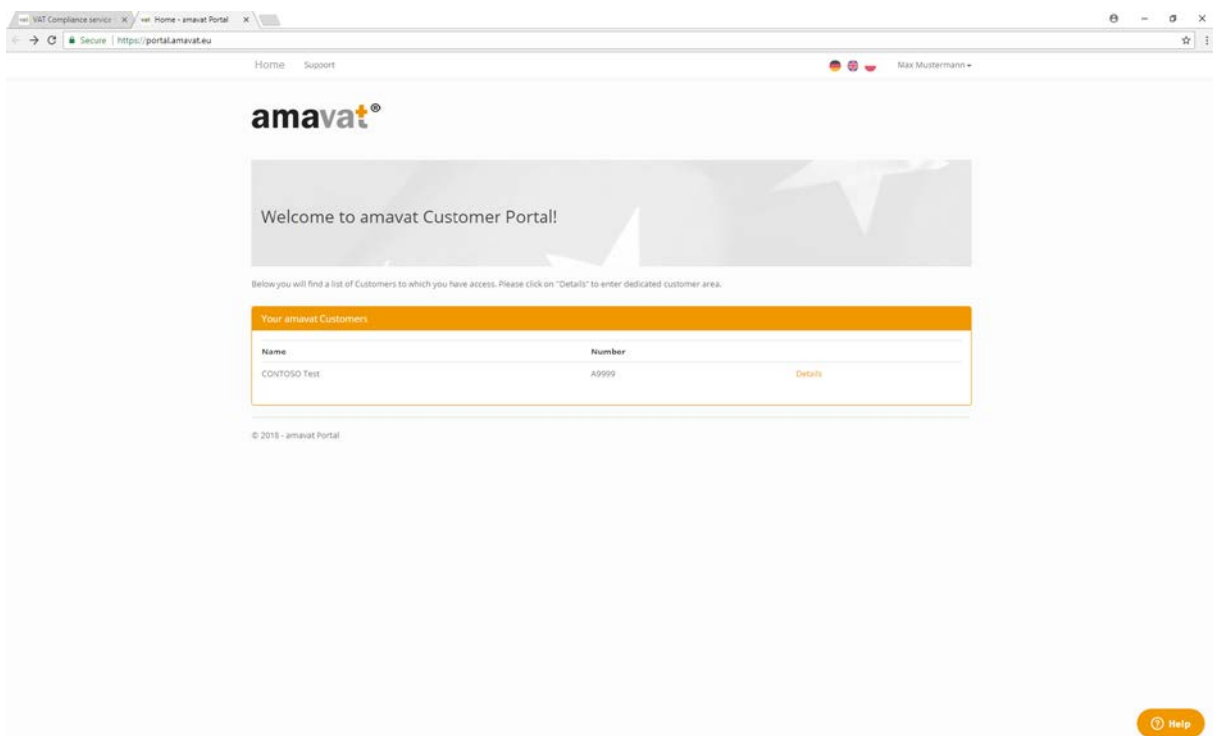 VAT Compliance service
Home - amavat Portal
Secure | https://portal.amavat.eu
Home Support Max Mustermann
amavat®
Welcome to amavat Customer Portal!
Below you will find a list of Customers to which you have access. Please click on "Details" to enter dedicated customer area.
Your amavat Customers
Name Number
CONTOSO Test A9999 Details
© 2018 - amavat Portal
Help